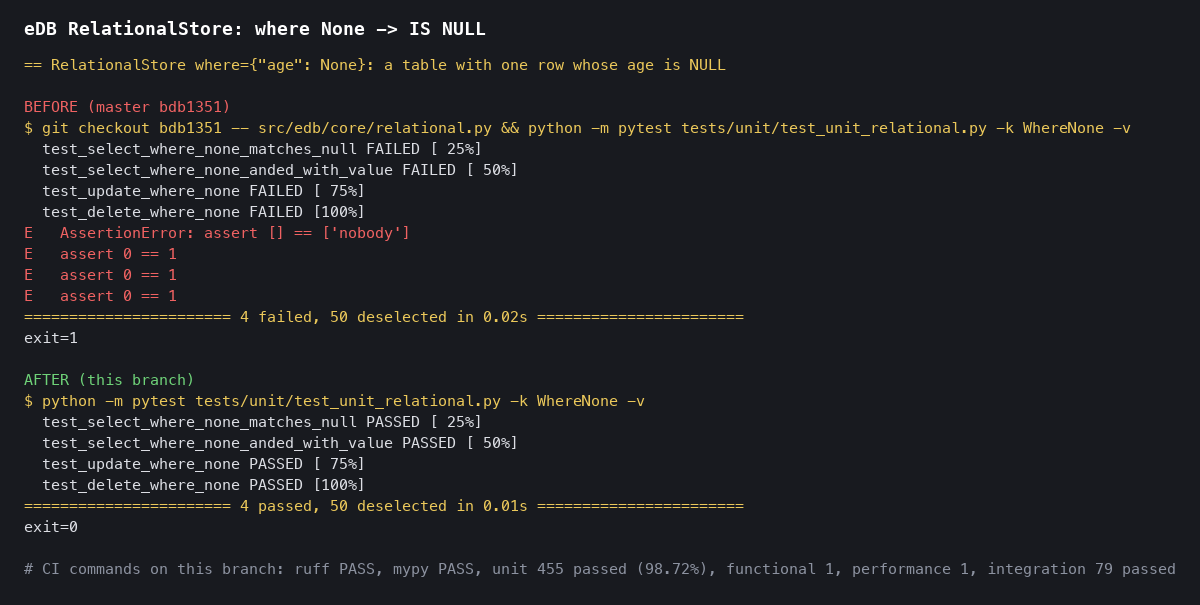 eDB RelationalStore: where None —> IS NULL
== RelationalStore where={"age": None}: a table with one row whose age is NULL
BEFORE (master bdb1351)
$ git checkout bdb1351 -- src/edb/core/relational.py && python -m pytest tests/unit/test_unit_relational.py -k WhereNone -v
test_select_where_none_matches_null FAILED [ 25%]
test_select_where_none_anded_with_value FAILED [ 50%]
test_update_where_none FAILED [ 75%]
test_delete_where_none FAILED [100%]
E   AssertionError: assert [] == ['nobody']
E   assert 0 == 1
E   assert 0 == 1
E   assert 0 == 1
======================= 4 failed, 50 deselected in 0.02s =======================
exit=1
AFTER (this branch)
$ python -m pytest tests/unit/test_unit_relational.py -k WhereNone -v
test_select_where_none_matches_null PASSED [ 25%]
test_select_where_none_anded_with_value PASSED [ 50%]
test_update_where_none PASSED [ 75%]
test_delete_where_none PASSED [100%]
======================= 4 passed, 50 deselected in 0.01s =======================
exit=0
# CI commands on this branch: ruff PASS, mypy PASS, unit 455 passed (98.72%), functional 1, performance 1, integration 79 passed